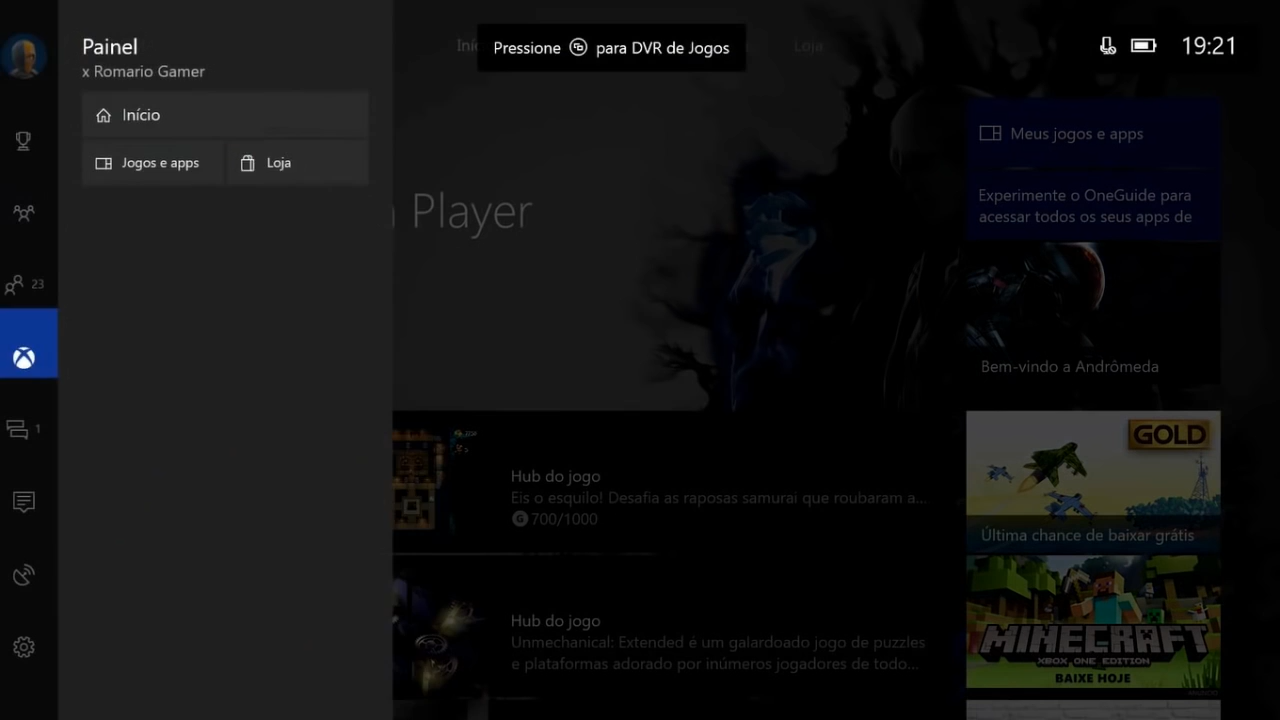 Painel
x Romario Gamer
Início
Jogos e apps
Loja
23
1
Iníc
Pressione para DVR de Jogos
Loja
19:21
Player
Meus jogos e apps
Experimente o OneGuide para
acessar todos os seus apps de
Bem-vindo a Andrômeda
Hub do jogo
Eis o esquilo! Desafia as raposas samurai que roubaram a...
G 700/1000
GOLD
Última chance de baixar grátis
Hub do jogo
Unmechanical: Extended é um galardoado jogo de puzzles
e plataformas adorado por inúmeros jogadores de todo...
MINECRAFT
XBOX ONE EDITION
BAIXE HOJE